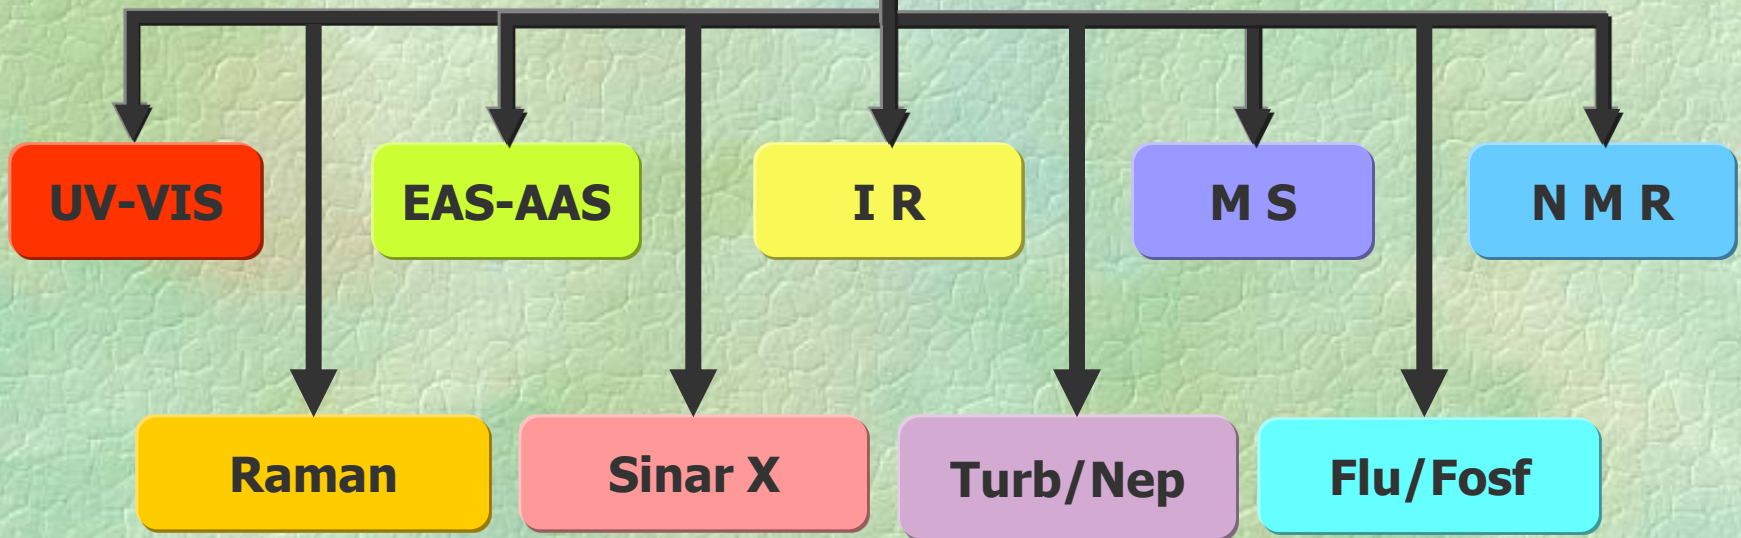 UV-VIS
EAS-AAS
I R
M S
N M R
Raman
Sinar X
Turb/Nep
Flu/Fosf